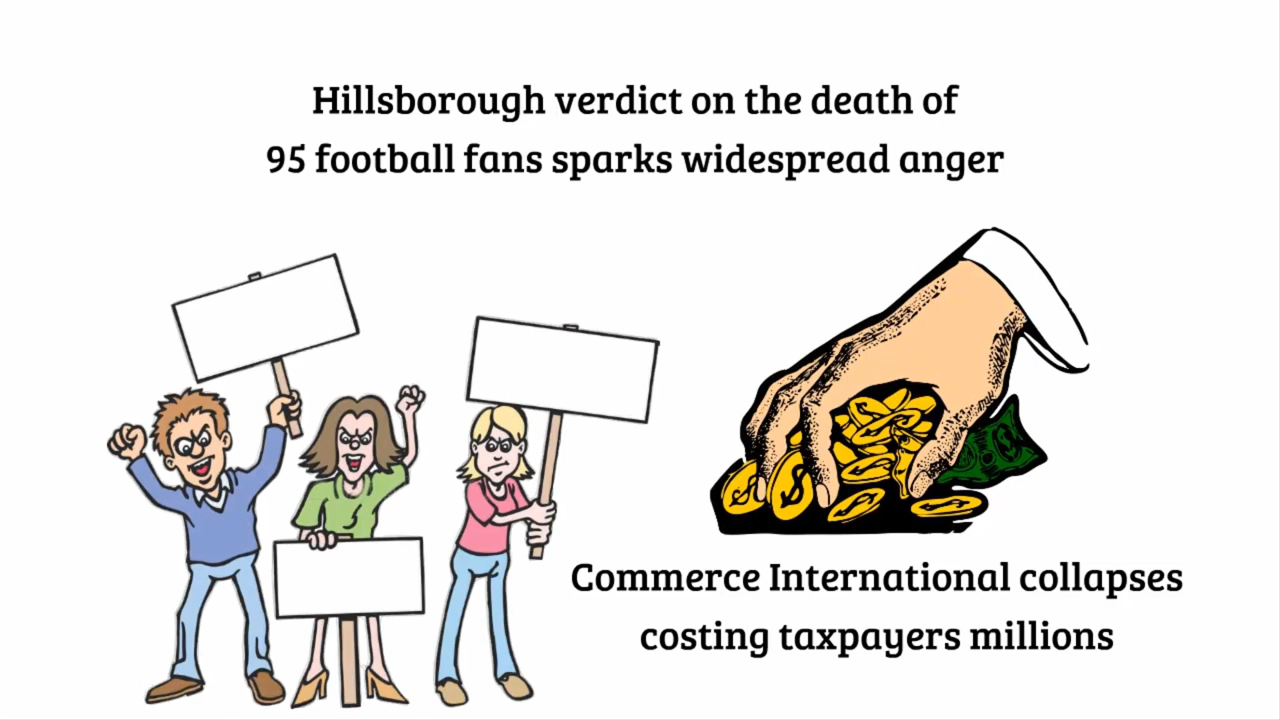 Hillsborough verdict on the death of
95 football fans sparks widespread anger
Commerce International collapses
costing taxpayers millions